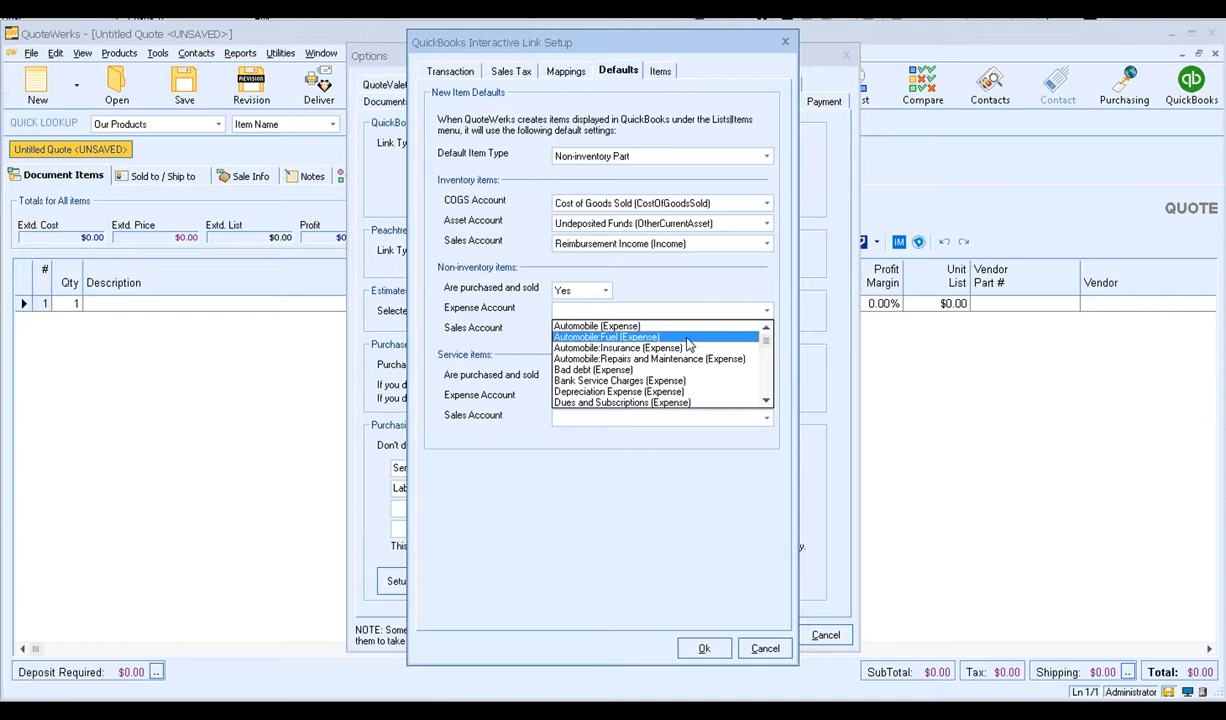 QuoteWerks - [Untitled Quote <UNSAVED>]
File Edit View Products Tools Contacts Reports Utilities Window
New Open Save Revision Deliver
REVISION
QUICK LOOKUP Our Products Item Name
Untitled Quote <UNSAVED>
Document Items Sold to / Ship to Sale Info Notes
Totals for All items
Extd. Cost Extd. Price Extd. List Profit
$0.00 $0.00 $0.00
# Qty Description
1 1
Deposit Required: $0.00 ..
Options
QuoteVale
Documents
QuickBo
Link Typ
Peachtre
Link Ty
Estimates
Selecte
Purchase
Purchas
If you d
If you d
Purchasi
Don't d
Ser
Lab
This
Setu
NOTE: Som
them to take
QuickBooks Interactive Link Setup
Transaction Sales Tax Mappings Defaults Items
New Item Defaults
When QuoteWerks creates items displayed in QuickBooks under the Lists|Items
menu, it will use the following default settings:
Default Item Type Non-inventory Part
Inventory items:
COGS Account Cost of Goods Sold (CostOfGoodsSold)
Asset Account Undeposited Funds (OtherCurrentAsset)
Sales Account Reimbursement Income (Income)
Non-inventory items:
Are purchased and sold Yes
Expense Account
Sales Account
Automobile (Expense)
Automobile:Fuel (Expense)
Automobile:Insurance (Expense)
Automobile:Repairs and Maintenance (Expense)
Bad debt (Expense)
Bank Service Charges (Expense)
Depreciation Expense (Expense)
Dues and Subscriptions (Expense)
Service items:
Are purchased and sold
Expense Account
Sales Account
Ok Cancel
Payment
y.
Cancel
st Compare Contacts Contact Purchasing QuickBooks
qb
QUOTE
IM
Profit Margin Unit List Vendor Part # Vendor
0.00% $0.00
SubTotal: $0.00 Tax: $0.00 Shipping: $0.00 .. Total: $0.00
Ln 1/1 Administrator